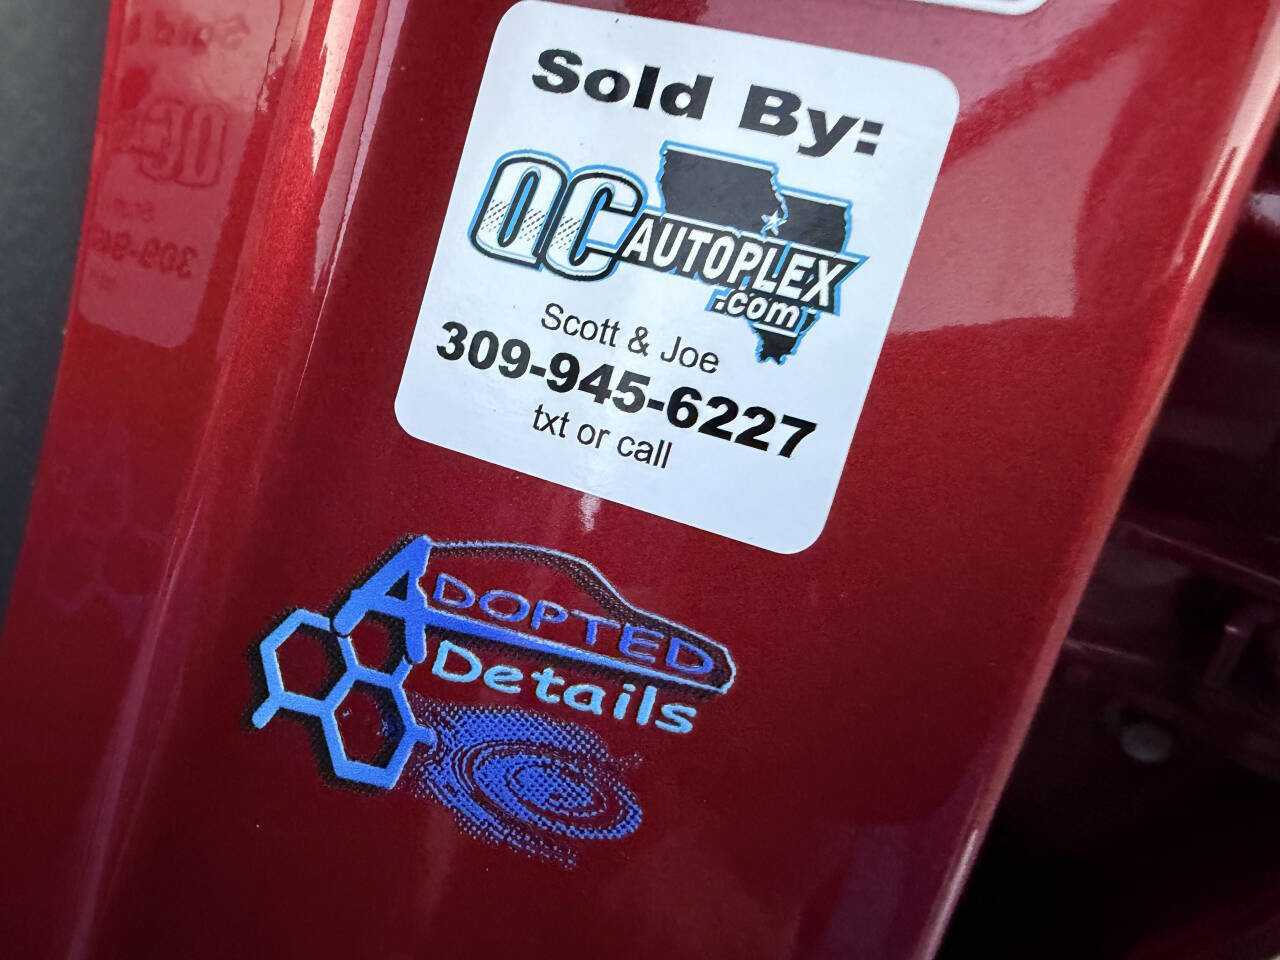 Sold By:
QC AUTOPLEX
.com
Scott & Joe
309-945-6227
txt or call
ADOPTED
Details